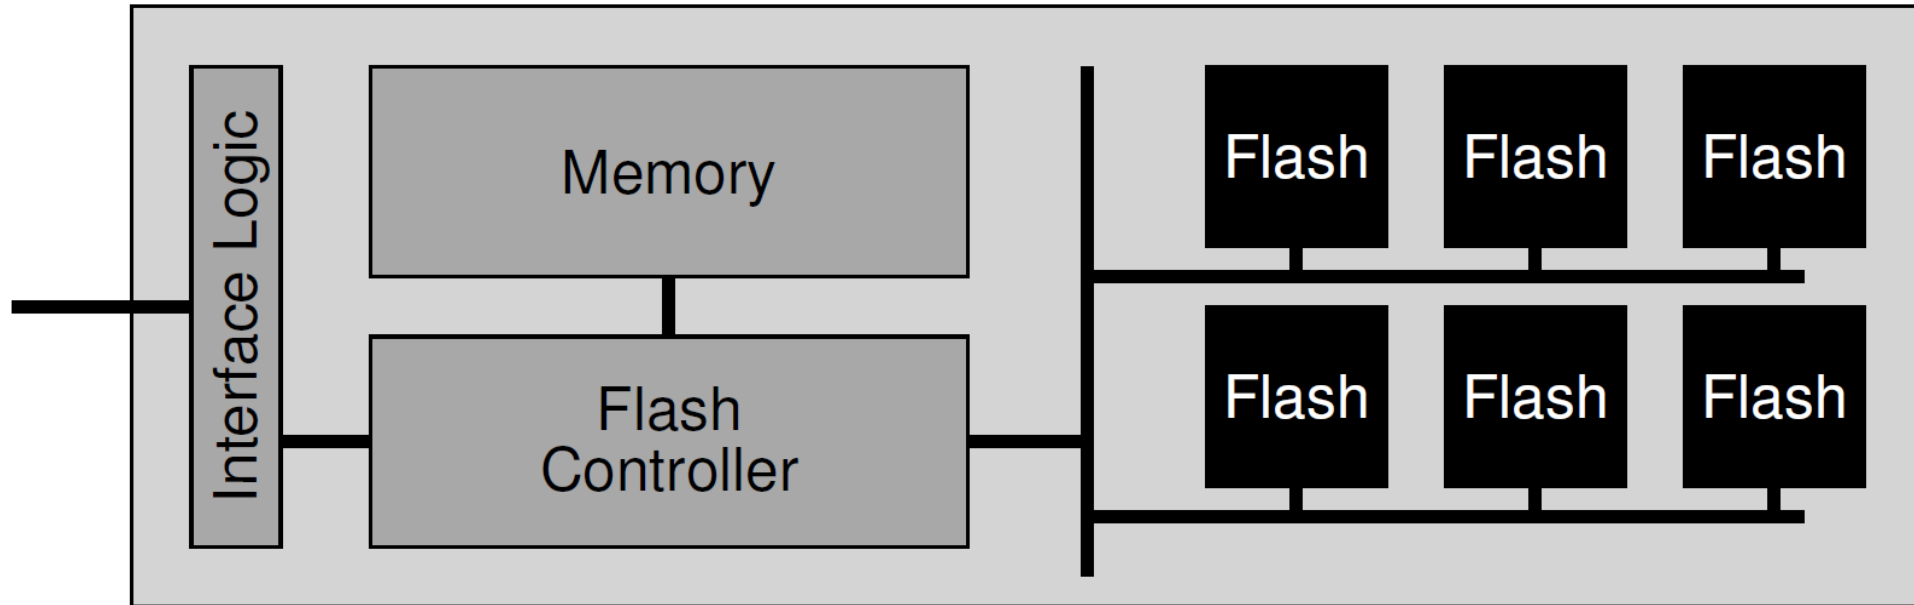 Interface Logic
Memory
Flash
Controller
Flash Flash Flash
Flash Flash Flash